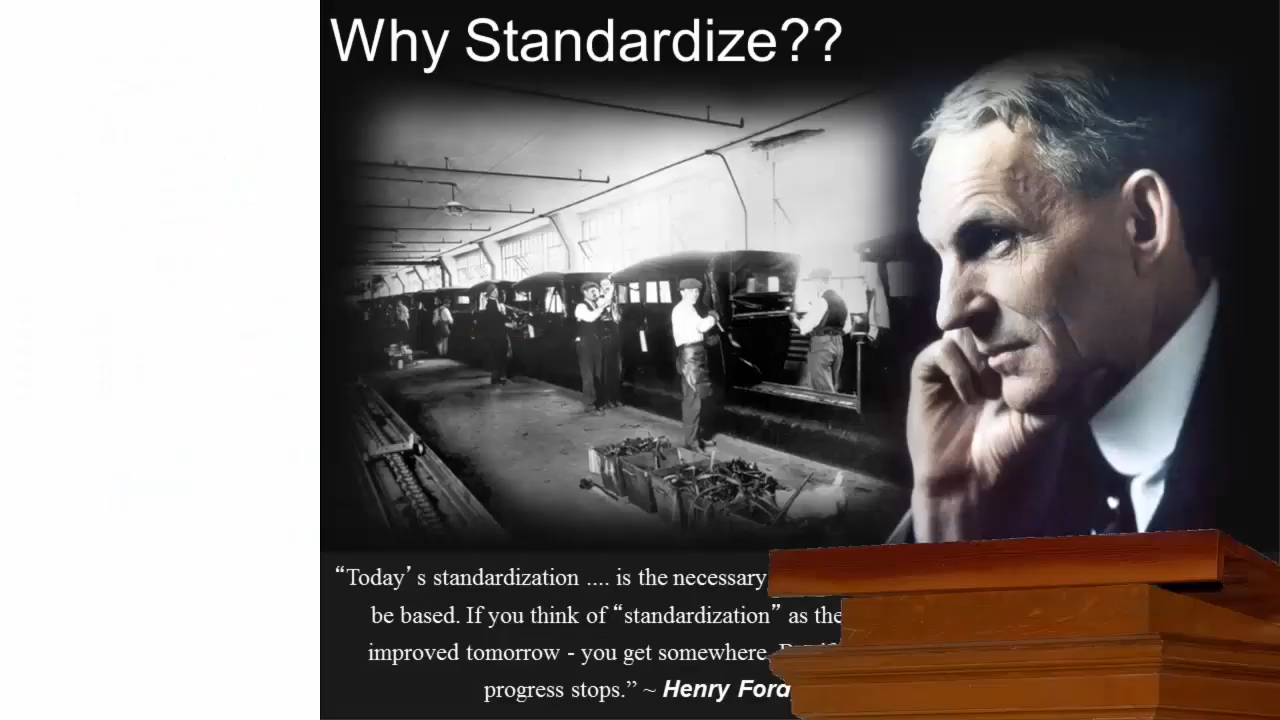 Why Standardize??
“Today’s standardization .... is the necessary
be based. If you think of “standardization” as the
improved tomorrow - you get somewhere.
progress stops.” ~ Henry Ford